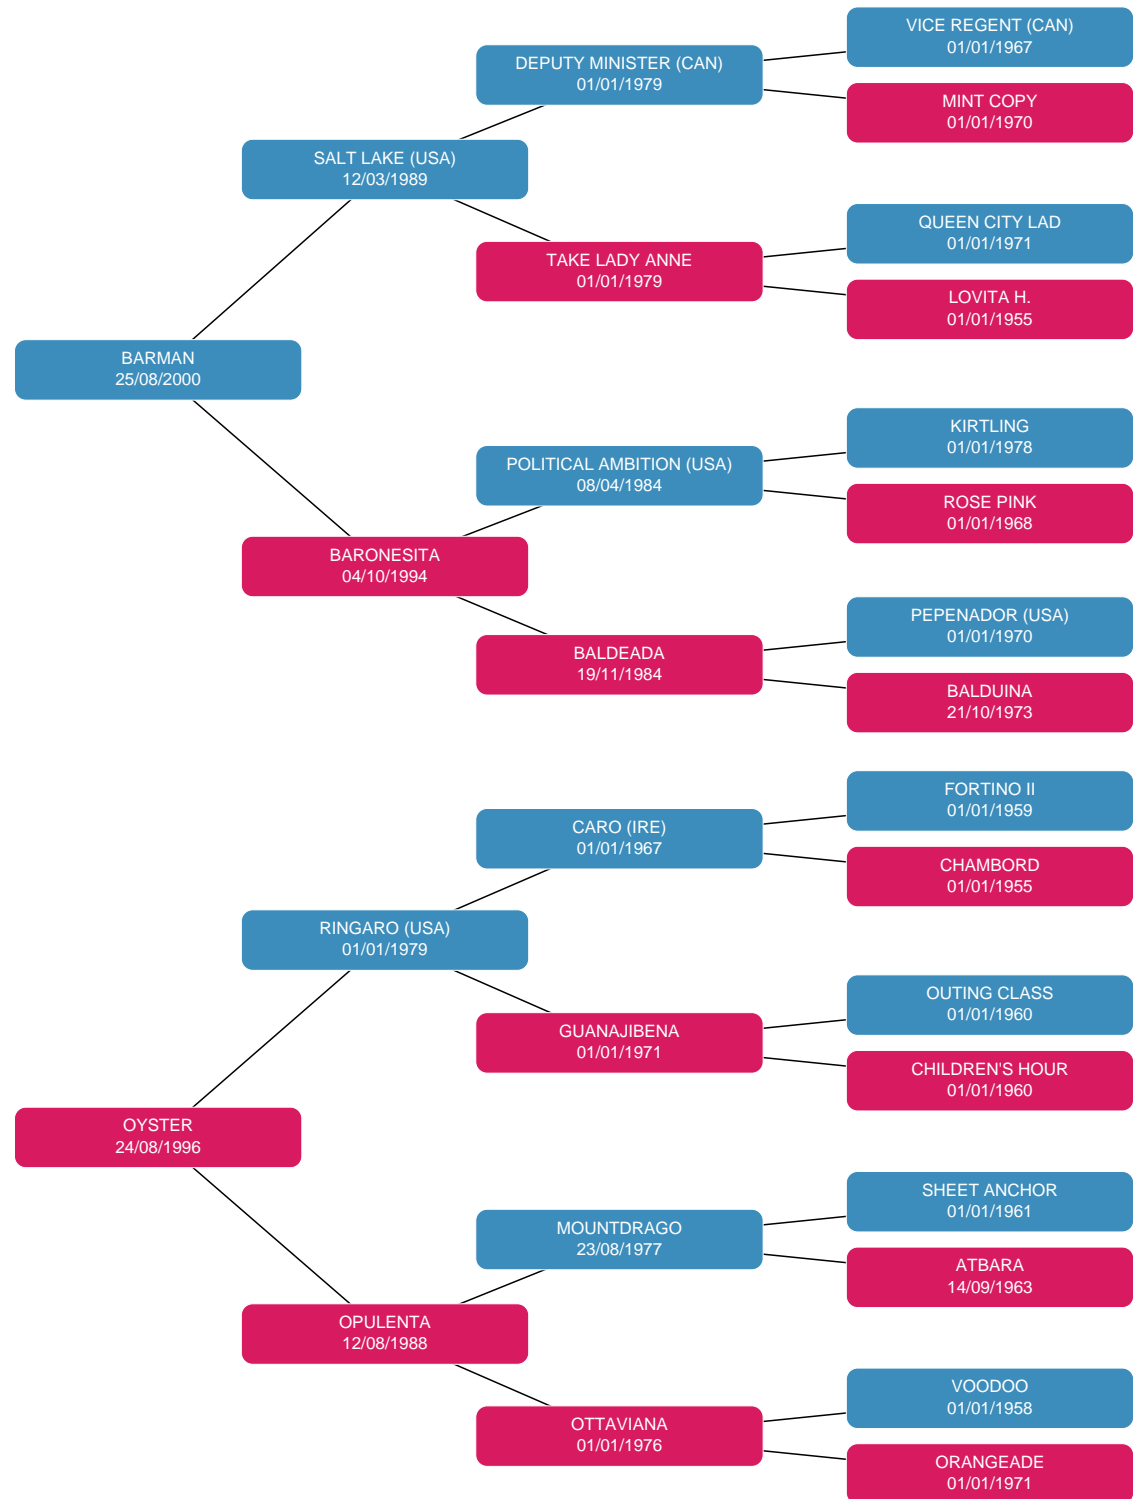 VICE REGENT (CAN)
01/01/1967
DEPUTY MINISTER (CAN)
01/01/1979
MINT COPY
01/01/1970
SALT LAKE (USA)
12/03/1989
QUEEN CITY LAD
01/01/1971
TAKE LADY ANNE
01/01/1979
LOVITA H.
01/01/1955
BARMAN
25/08/2000
KIRTLING
01/01/1978
POLITICAL AMBITION (USA)
08/04/1984
ROSE PINK
01/01/1968
BARONESITA
04/10/1994
PEPENADOR (USA)
01/01/1970
BALDEADA
19/11/1984
BALDUINA
21/10/1973
FORTINO II
01/01/1959
CARO (IRE)
01/01/1967
CHAMBORD
01/01/1955
RINGARO (USA)
01/01/1979
OUTING CLASS
01/01/1960
GUANAJIBENA
01/01/1971
CHILDREN'S HOUR
01/01/1960
OYSTER
24/08/1996
SHEET ANCHOR
01/01/1961
MOUNTDRAGO
23/08/1977
ATBARA
14/09/1963
OPULENTA
12/08/1988
VOODOO
01/01/1958
OTTAVIANA
01/01/1976
ORANGEADE
01/01/1971